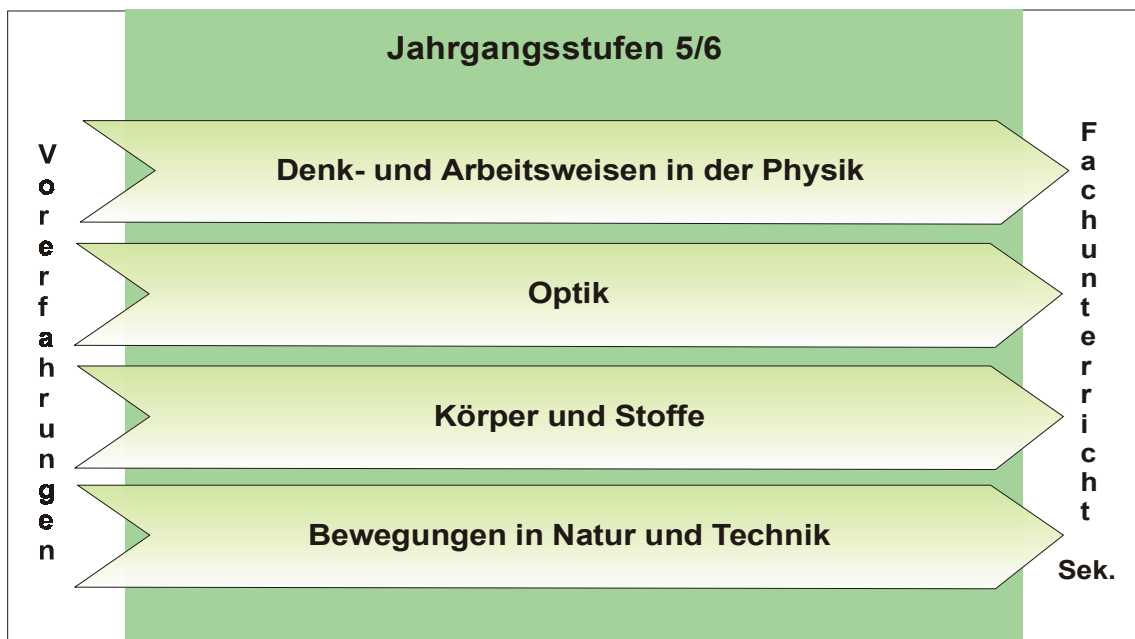 Jahrgangsstufen 5/6
Vorerfahrungen
Denk- und Arbeitsweisen in der Physik
Optik
Körper und Stoffe
Bewegungen in Natur und Technik
Fachunterricht
Sek.